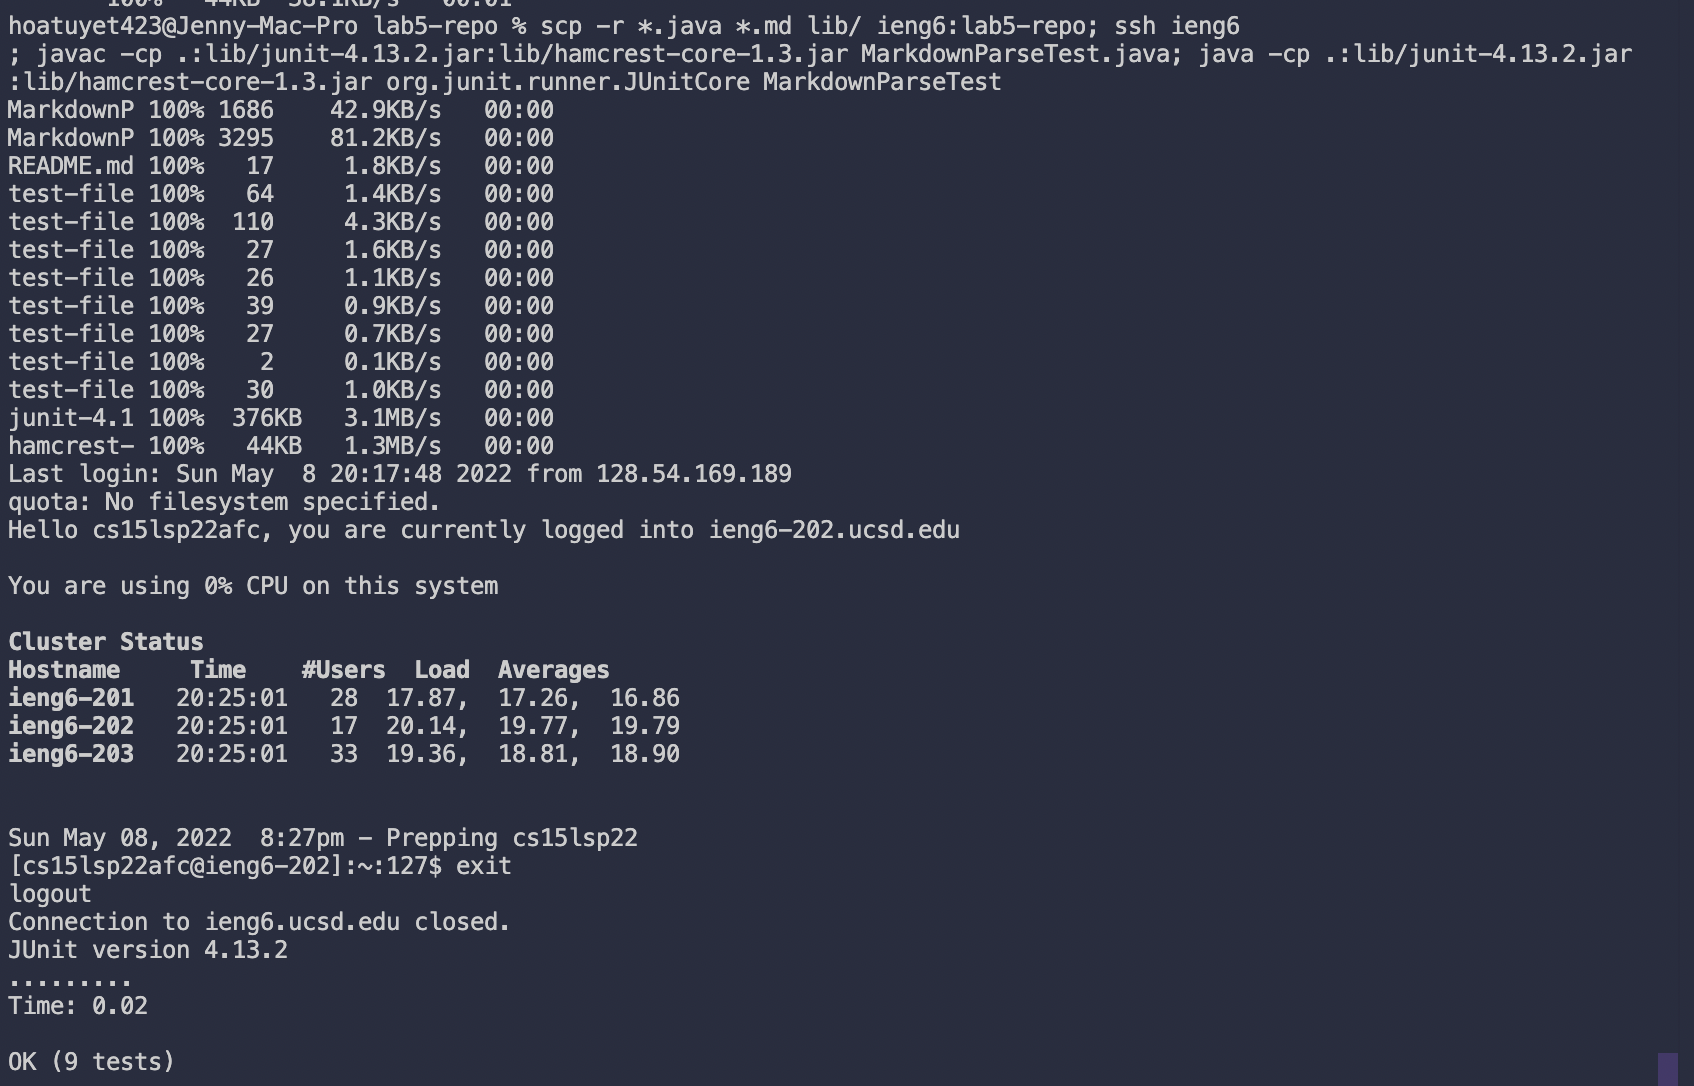 hoatuyet423@Jenny-Mac-Pro lab5-repo % scp -r *.java *.md lib/ ieng6:lab5-repo; ssh ieng6
; javac -cp .:lib/junit-4.13.2.jar:lib/hamcrest-core-1.3.jar MarkdownParseTest.java; java -cp .:lib/junit-4.13.2.jar
:lib/hamcrest-core-1.3.jar org.junit.runner.JUnitCore MarkdownParseTest
MarkdownP 100% 1686    42.9KB/s   00:00
MarkdownP 100% 3295    81.2KB/s   00:00
README.md 100%   17     1.8KB/s   00:00
test-file 100%   64     1.4KB/s   00:00
test-file 100%  110     4.3KB/s   00:00
test-file 100%   27     1.6KB/s   00:00
test-file 100%   26     1.1KB/s   00:00
test-file 100%   39     0.9KB/s   00:00
test-file 100%   27     0.7KB/s   00:00
test-file 100%    2     0.1KB/s   00:00
test-file 100%   30     1.0KB/s   00:00
junit-4.1 100%  376KB   3.1MB/s   00:00
hamcrest- 100%   44KB   1.3MB/s   00:00
Last login: Sun May  8 20:17:48 2022 from 128.54.169.189
quota: No filesystem specified.
Hello cs15lsp22afc, you are currently logged into ieng6-202.ucsd.edu
You are using 0% CPU on this system
Cluster Status
Hostname     Time    #Users  Load  Averages
ieng6-201   20:25:01   28  17.87,  17.26,  16.86
ieng6-202   20:25:01   17  20.14,  19.77,  19.79
ieng6-203   20:25:01   33  19.36,  18.81,  18.90
Sun May 08, 2022  8:27pm - Prepping cs15lsp22
[cs15lsp22afc@ieng6-202]:~:127$ exit
logout
Connection to ieng6.ucsd.edu closed.
JUnit version 4.13.2
.........
Time: 0.02
OK (9 tests)